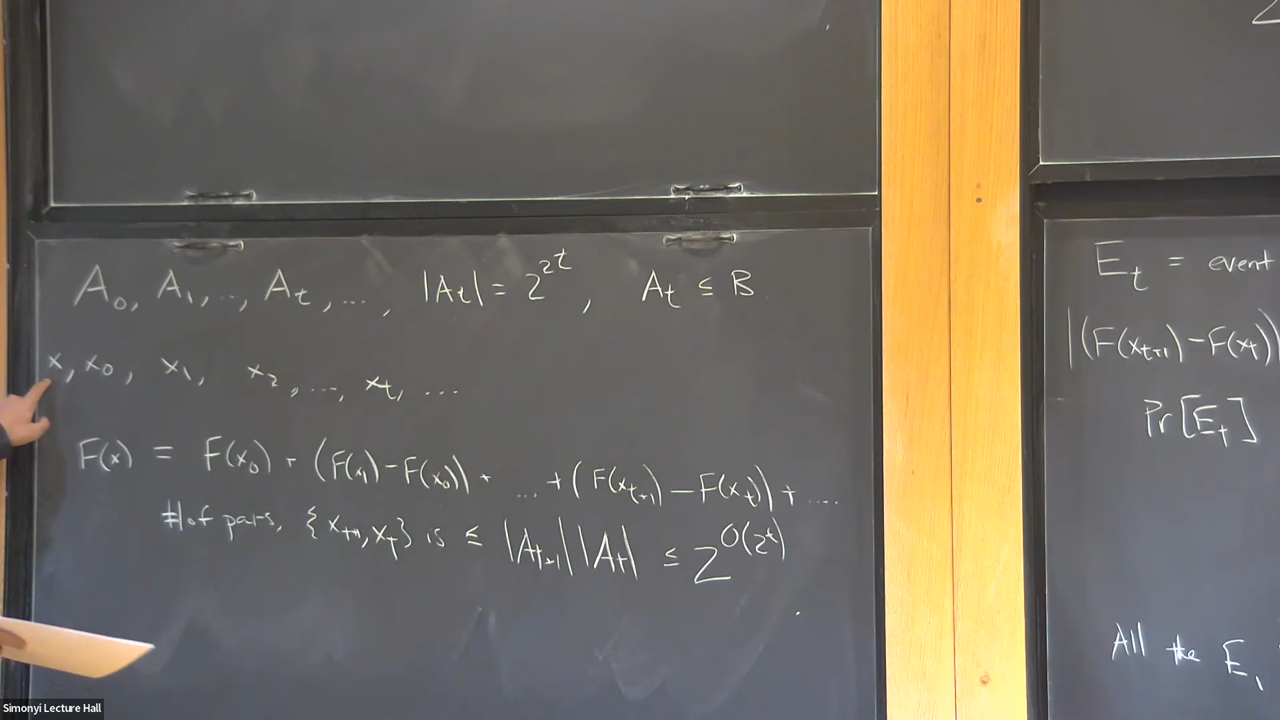 A₀, A₁, .., A_t, ... , |A_t| = 2^{2^t} , A_t ⊆ B
x, x₀, x₁, x₂, ..., x_t, ...
F(x) = F(x₀) + (F(x₁) - F(x₀)) + ... + (F(x_{t+1}) - F(x_t)) + ....
# of pairs, {x_{t+1}, x_t} is ≤ |A_{t+1}| |A_t| ≤ 2^{O(2^t)}
E_t = event
|(F(x_{t+1}) - F(x_t))
Pr[E_t]
All the E₁
Simonyi Lecture Hall